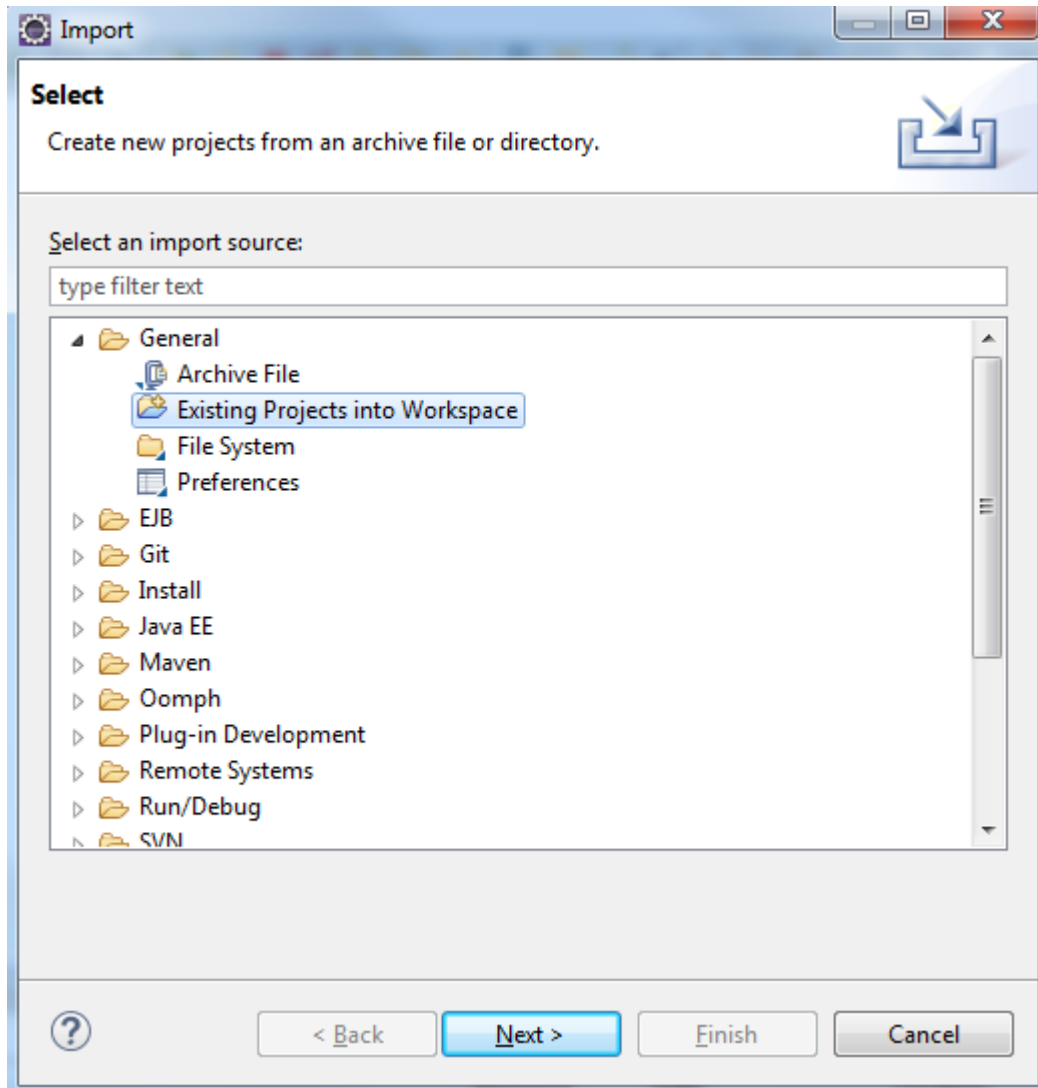 Import
Select
Create new projects from an archive file or directory.
Select an import source:
type filter text
General
Archive File
Existing Projects into Workspace
File System
Preferences
EJB
Git
Install
Java EE
Maven
Oomph
Plug-in Development
Remote Systems
Run/Debug
SVN
< Back Next > Finish Cancel